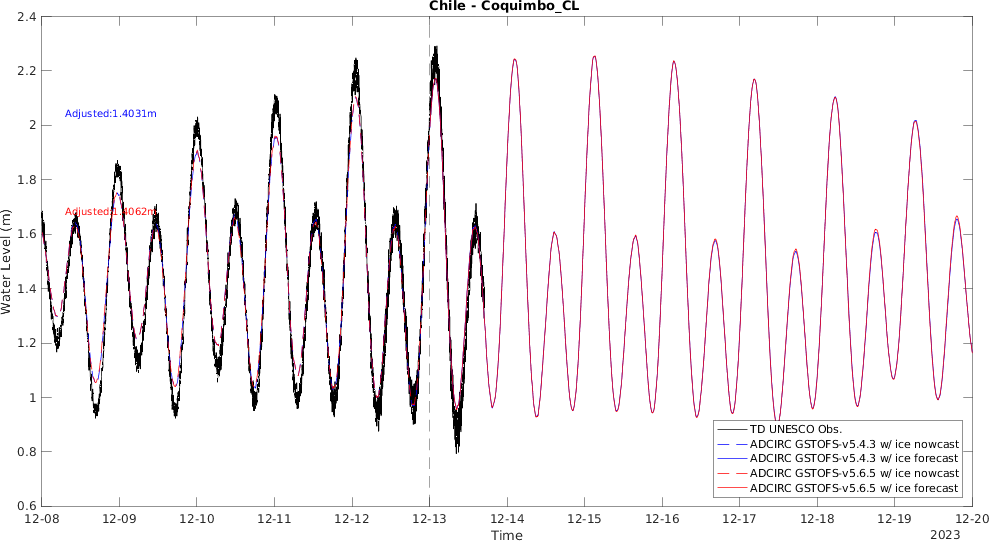 Chile - Coquimbo_CL
Water Level (m)
2.4
2.2
2
1.8
1.6
1.4
1.2
1
0.8
0.6
Adjusted:1.4031m
Adjusted:1.4062m
TD UNESCO Obs.
ADCIRC GSTOFS-v5.4.3 w/ ice nowcast
ADCIRC GSTOFS-v5.4.3 w/ ice forecast
ADCIRC GSTOFS-v5.6.5 w/ ice nowcast
ADCIRC GSTOFS-v5.6.5 w/ ice forecast
12-08 12-09 12-10 12-11 12-12 12-13 12-14 12-15 12-16 12-17 12-18 12-19 12-20
Time
2023